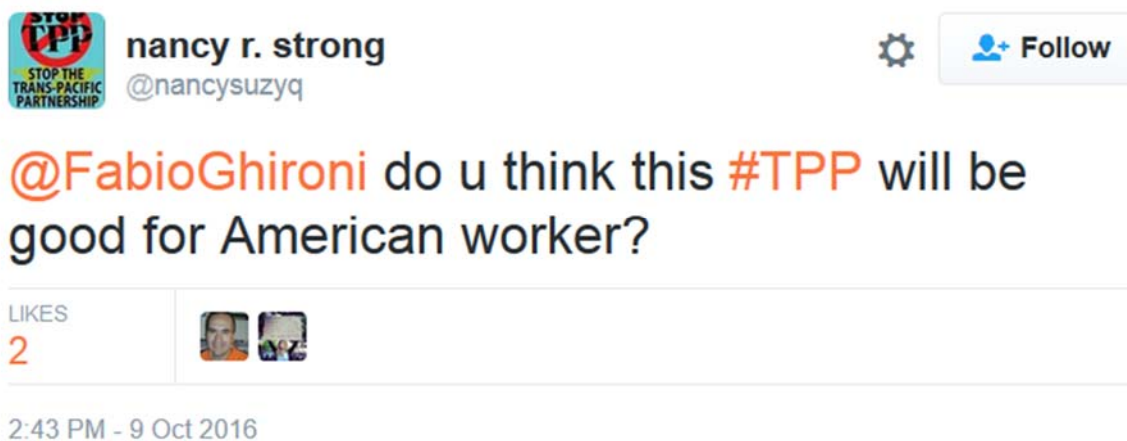 STOP
TPP
STOP THE
TRANS-PACIFIC
PARTNERSHIP
nancy r. strong
@nancysuzyq
Follow
@FabioGhironi do u think this #TPP will be
good for American worker?
LIKES
2
2:43 PM - 9 Oct 2016